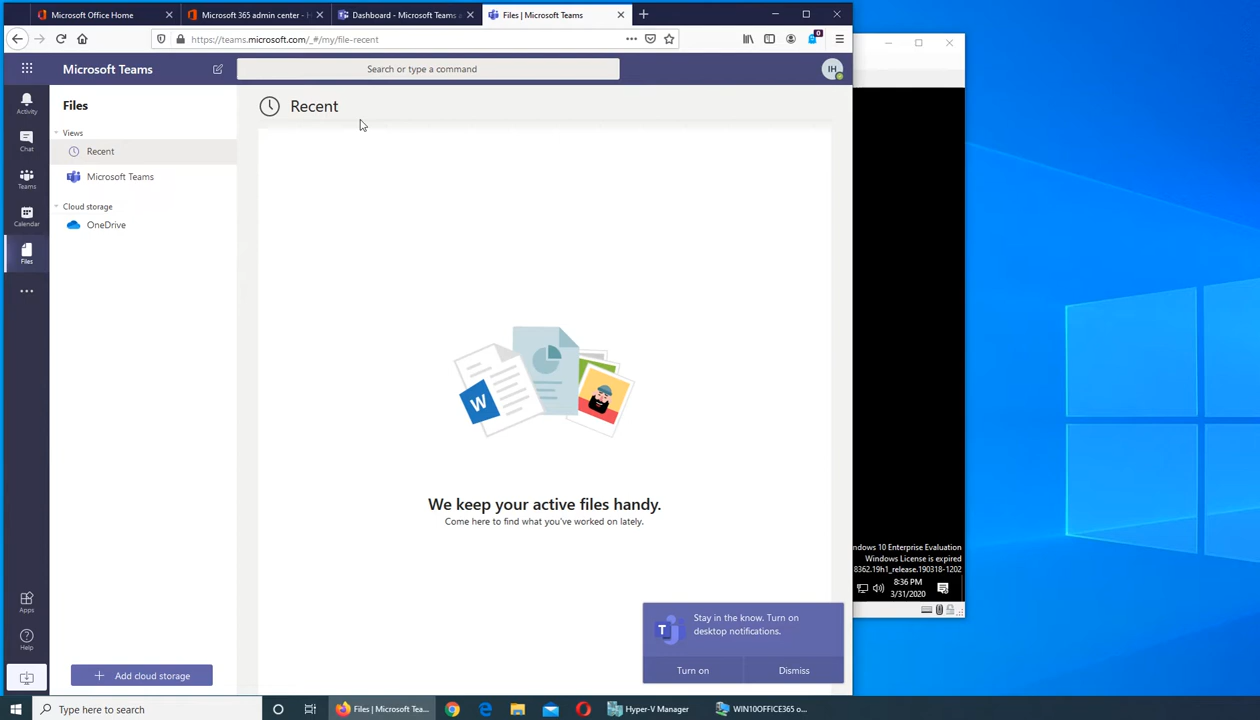 Microsoft Office Home
Microsoft 365 admin center - H
Dashboard - Microsoft Teams a
Files | Microsoft Teams
https://teams.microsoft.com/_#/my/file-recent
0
Microsoft Teams
Search or type a command
IH
Activity
Chat
Teams
Calendar
Files
Apps
Help
Files
Views
Recent
Microsoft Teams
Cloud storage
OneDrive
Add cloud storage
Recent
W
We keep your active files handy.
Come here to find what you've worked on lately.
T
Stay in the know. Turn on
desktop notifications.
Turn on
Dismiss
ndows 10 Enterprise Evaluation
Windows License is expired
8362.19h1_release.190318-1202
8:36 PM
3/31/2020
Type here to search
Files | Microsoft Tea...
Hyper-V Manager
WIN10OFFICE365 o...